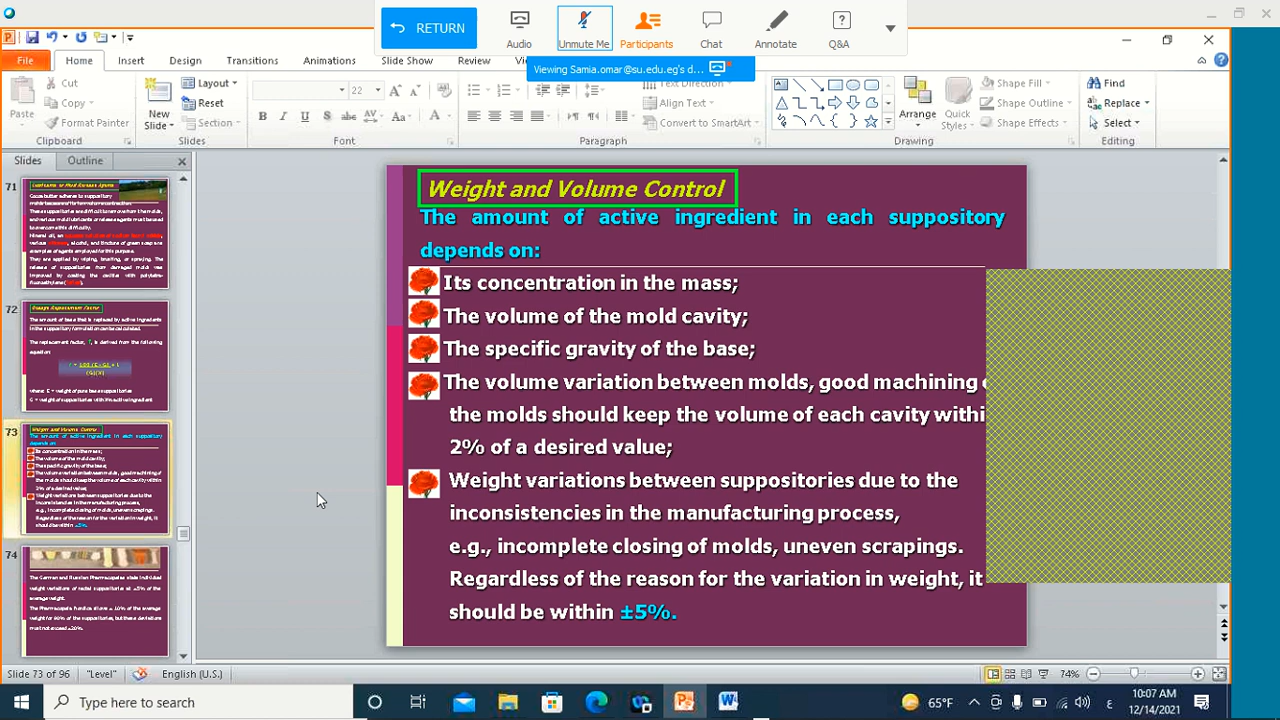 RETURN
Audio
Unmute Me
Participants
Chat
Annotate
Q&A
Viewing Samia.omar@su.edu.eg's d...
File
Home
Insert
Design
Transitions
Animations
Slide Show
Review
Cut
Copy
Paste
Format Painter
Clipboard
New
Slide
Layout
Reset
Section
Slides
22
Font
Text Direction
Align Text
Convert to SmartArt
Paragraph
Arrange
Quick
Styles
Shape Fill
Shape Outline
Shape Effects
Drawing
Find
Replace
Select
Editing
Slides
Outline
71
72
73
74
Weight and Volume Control
The amount of active ingredient in each suppository
depends on:
Its concentration in the mass;
The volume of the mold cavity;
The specific gravity of the base;
The volume variation between molds, good machining
the molds should keep the volume of each cavity withi
2% of a desired value;
Weight variations between suppositories due to the
inconsistencies in the manufacturing process,
e.g., incomplete closing of molds, uneven scrapings.
Regardless of the reason for the variation in weight, it
should be within ±5%.
Slide 73 of 96
"Level"
English (U.S.)
74%
Type here to search
65°F
10:07 AM
12/14/2021